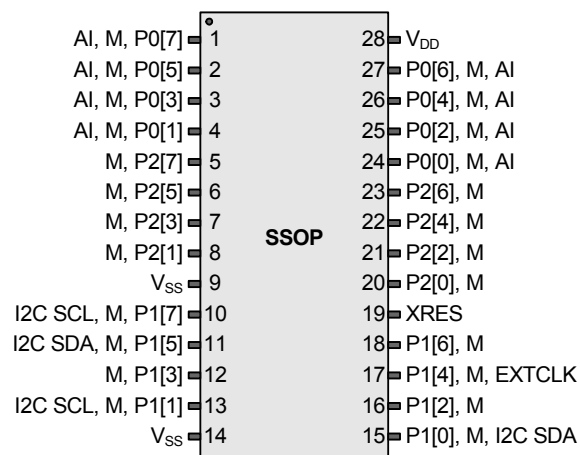 AI, M, P0[7] 1 28 VDD
AI, M, P0[5] 2 27 P0[6], M, AI
AI, M, P0[3] 3 26 P0[4], M, AI
AI, M, P0[1] 4 25 P0[2], M, AI
M, P2[7] 5 24 P0[0], M, AI
M, P2[5] 6 23 P2[6], M
M, P2[3] 7 22 P2[4], M
SSOP
M, P2[1] 8 21 P2[2], M
VSS 9 20 P2[0], M
I2C SCL, M, P1[7] 10 19 XRES
I2C SDA, M, P1[5] 11 18 P1[6], M
M, P1[3] 12 17 P1[4], M, EXTCLK
I2C SCL, M, P1[1] 13 16 P1[2], M
VSS 14 15 P1[0], M, I2C SDA